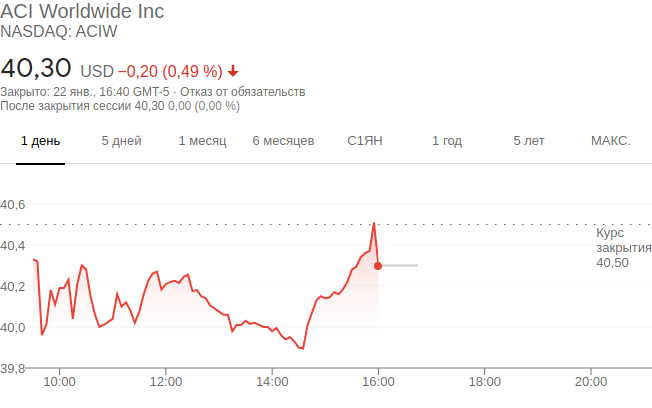 ACI Worldwide Inc
NASDAQ: ACIW
40,30 USD −0,20 (0,49 %)
Закрыто: 22 янв., 16:40 GMT-5 · Отказ от обязательств
После закрытия сессии 40,30 0,00 (0,00 %)
1 день 5 дней 1 месяц 6 месяцев С1ЯН 1 год 5 лет МАКС.
40,6
40,4
40,2
40,0
39,8
Курс
закрытия
40,50
10:00 12:00 14:00 16:00 18:00 20:00